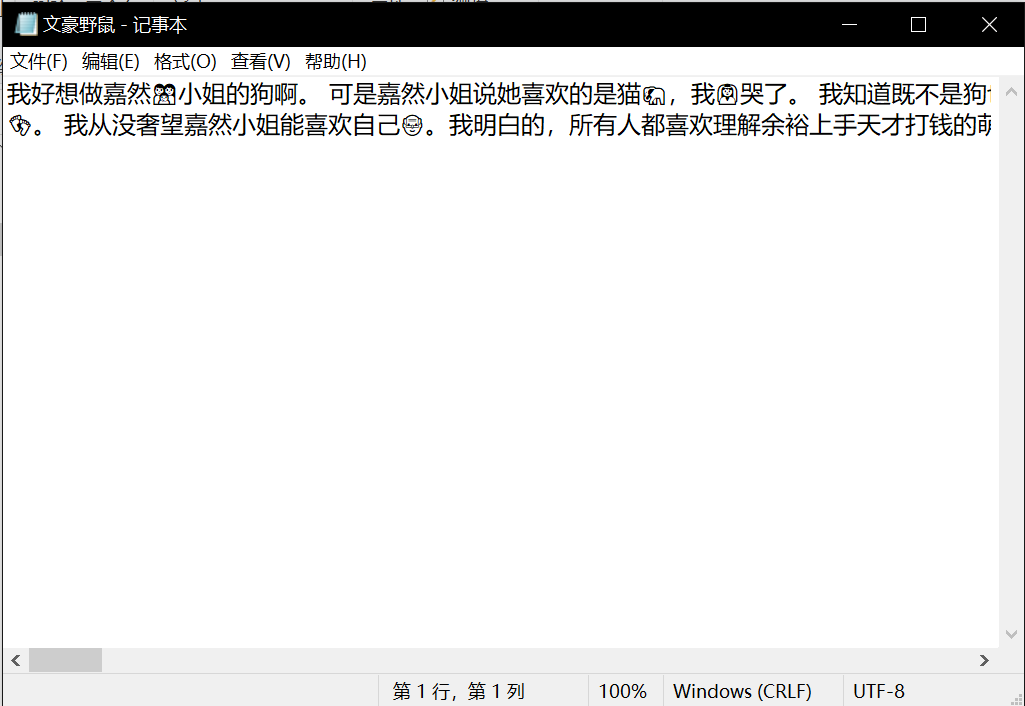 文豪野鼠 - 记事本
文件(F) 编辑(E) 格式(O) 查看(V) 帮助(H)
我好想做嘉然小姐的狗啊。 可是嘉然小姐说她喜欢的是猫，我哭了。 我知道既不是狗
。 我从没奢望嘉然小姐能喜欢自己。我明白的，所有人都喜欢理解余裕上手天才打钱的萌
第 1 行，第 1 列 100% Windows (CRLF) UTF-8